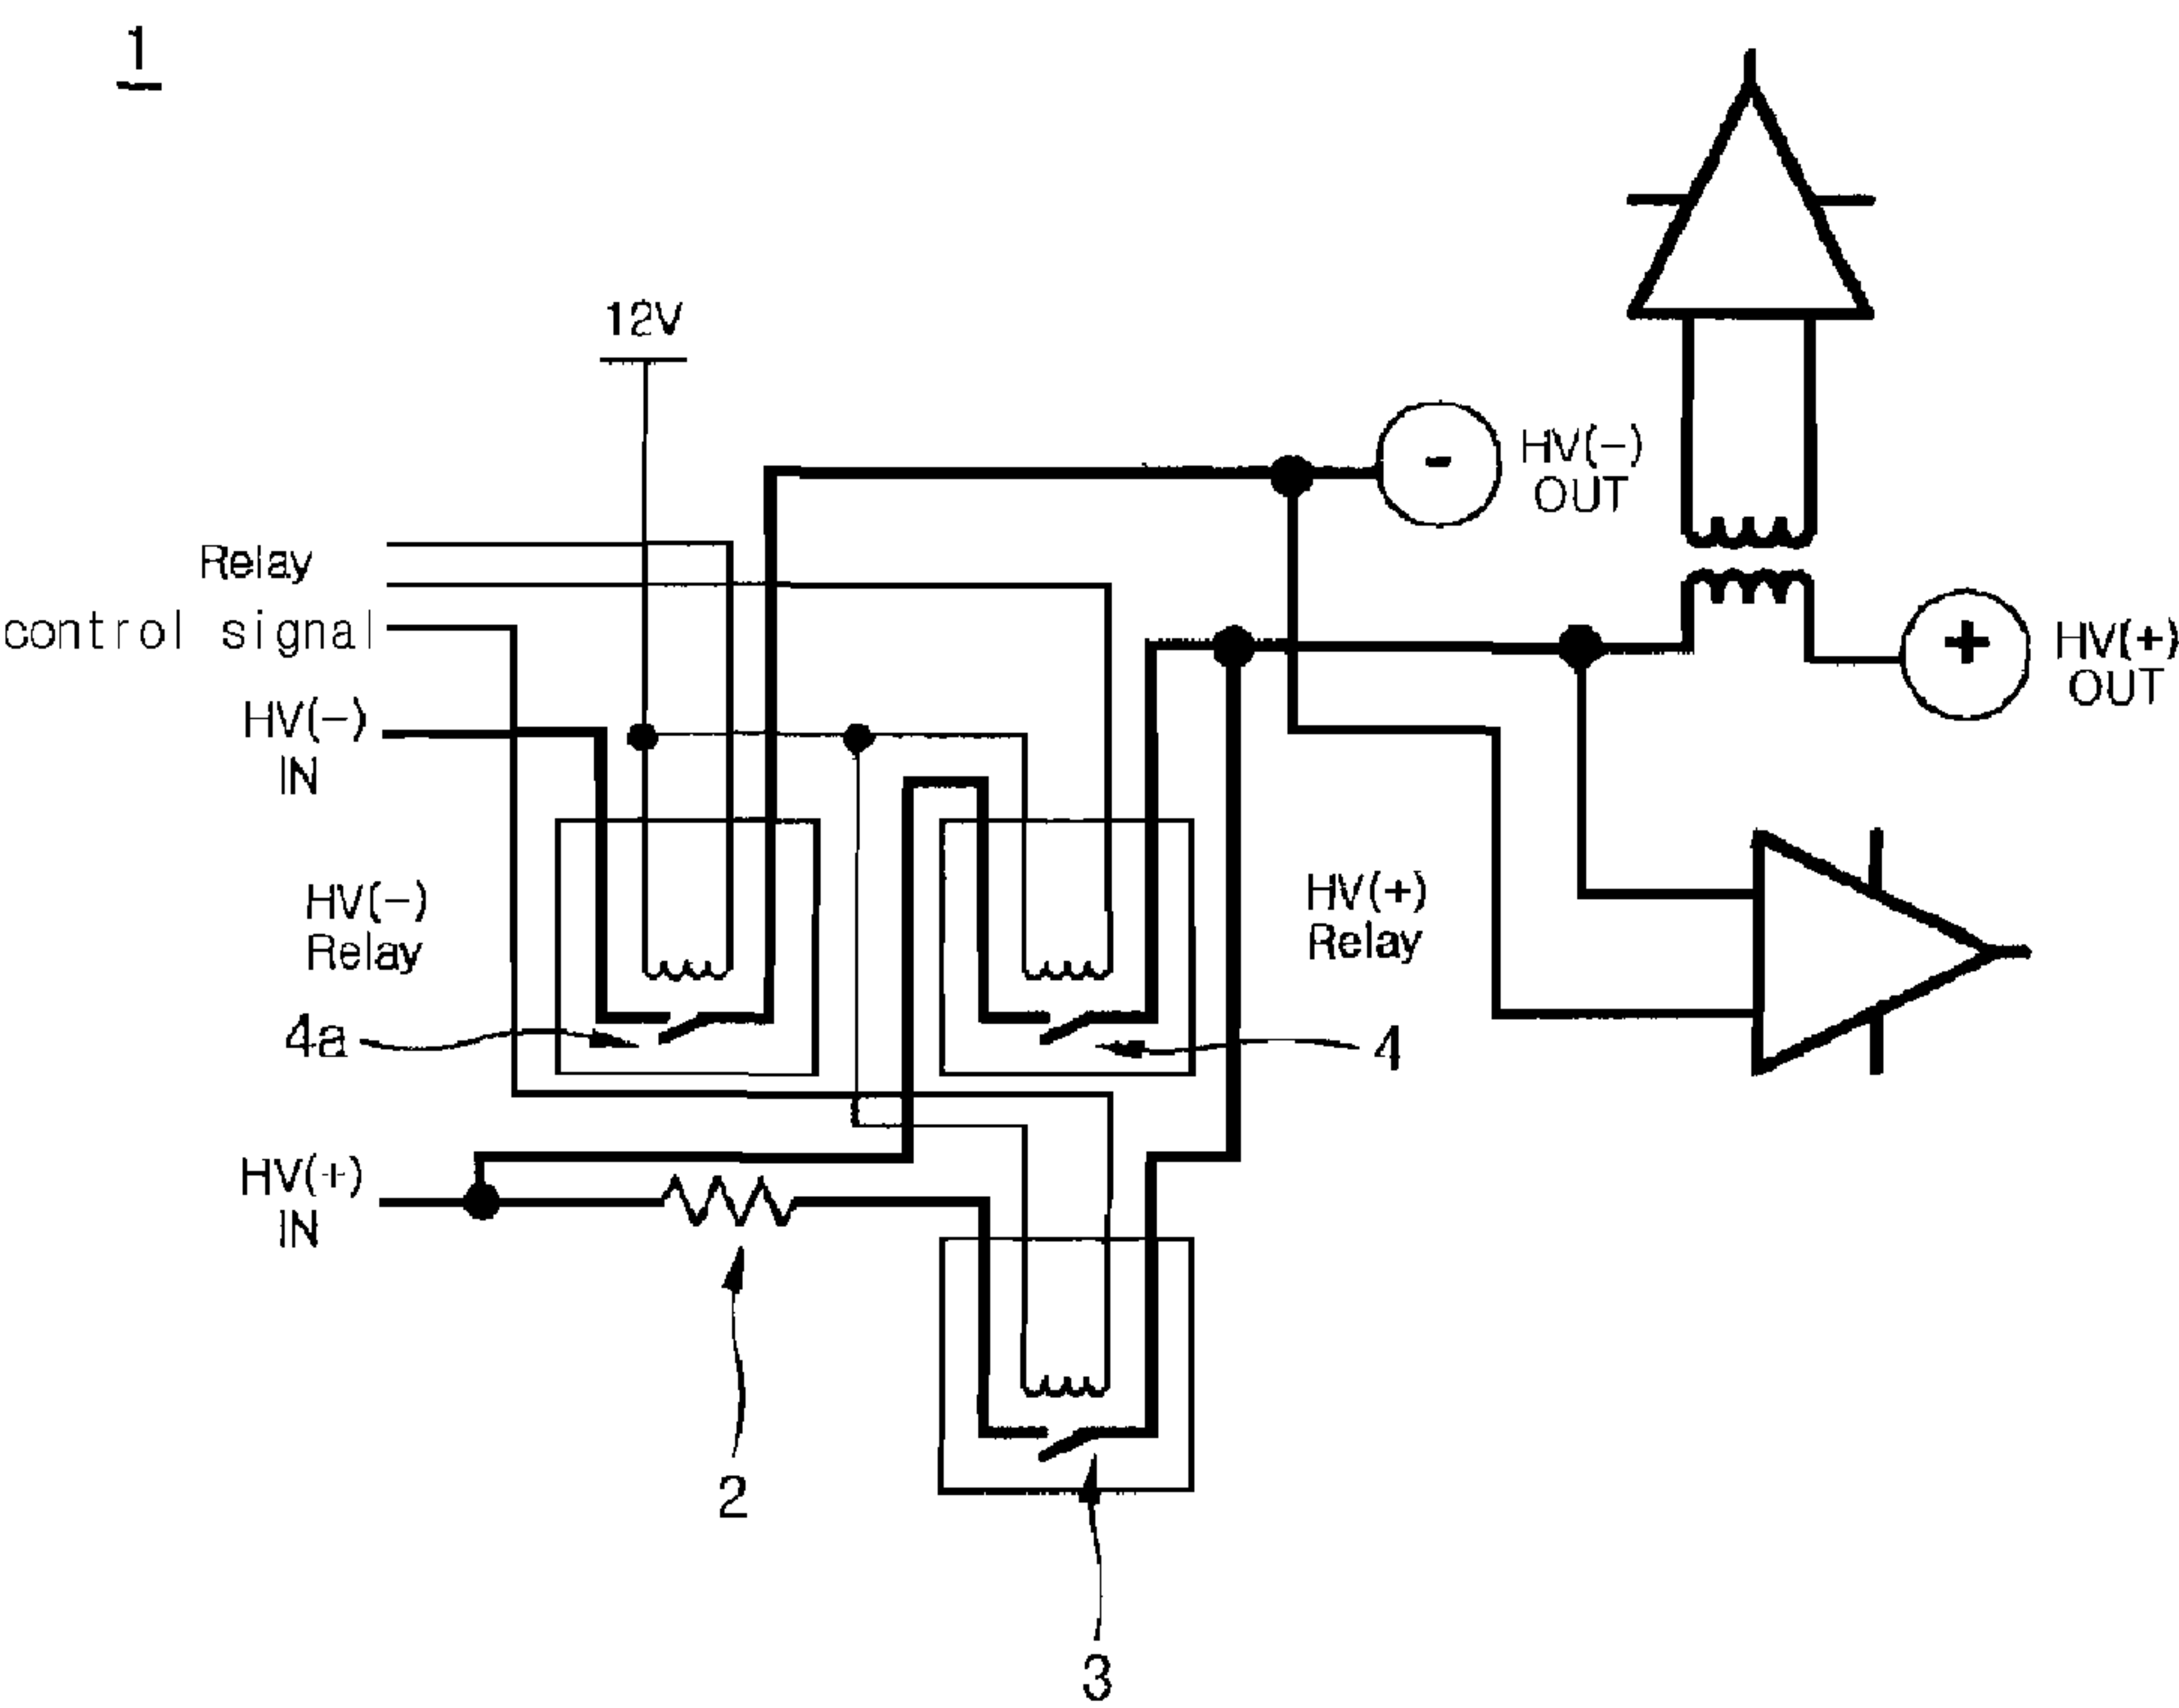 1
12V
HV(-)
OUT
-
Relay
control signal
+
HV(+)
OUT
HV(-)
IN
HV(-)
Relay
HV(+)
Relay
4a
4
HV(+)
IN
2
3